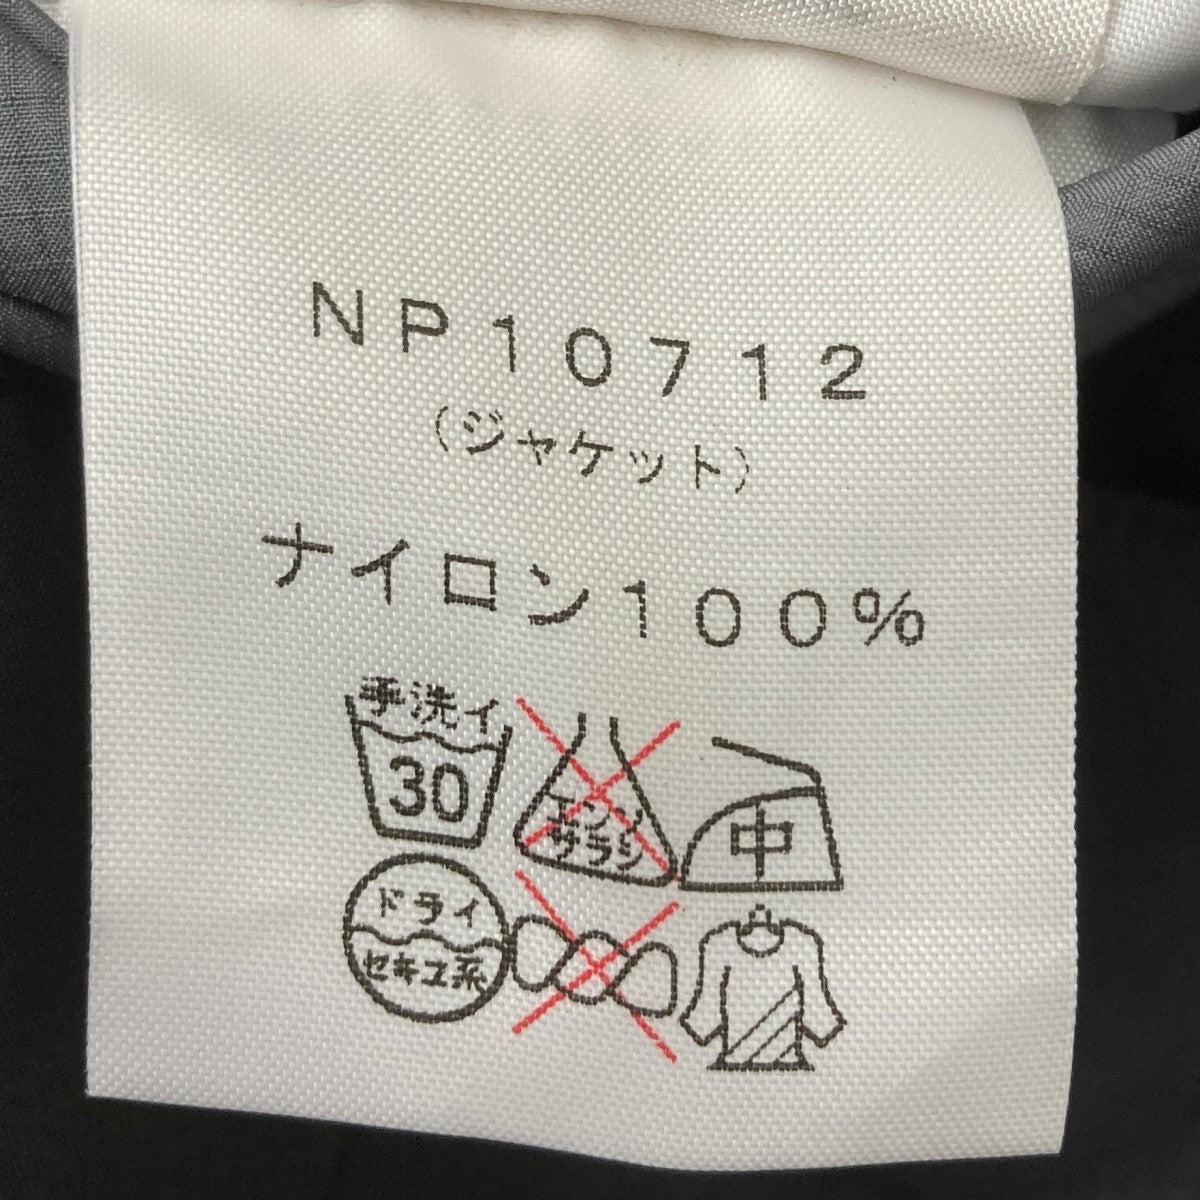 NP10712
(ジャケット)
ナイロン100%
手洗イ
30
エンソ
サラシ
中
ドライ
セキユ系